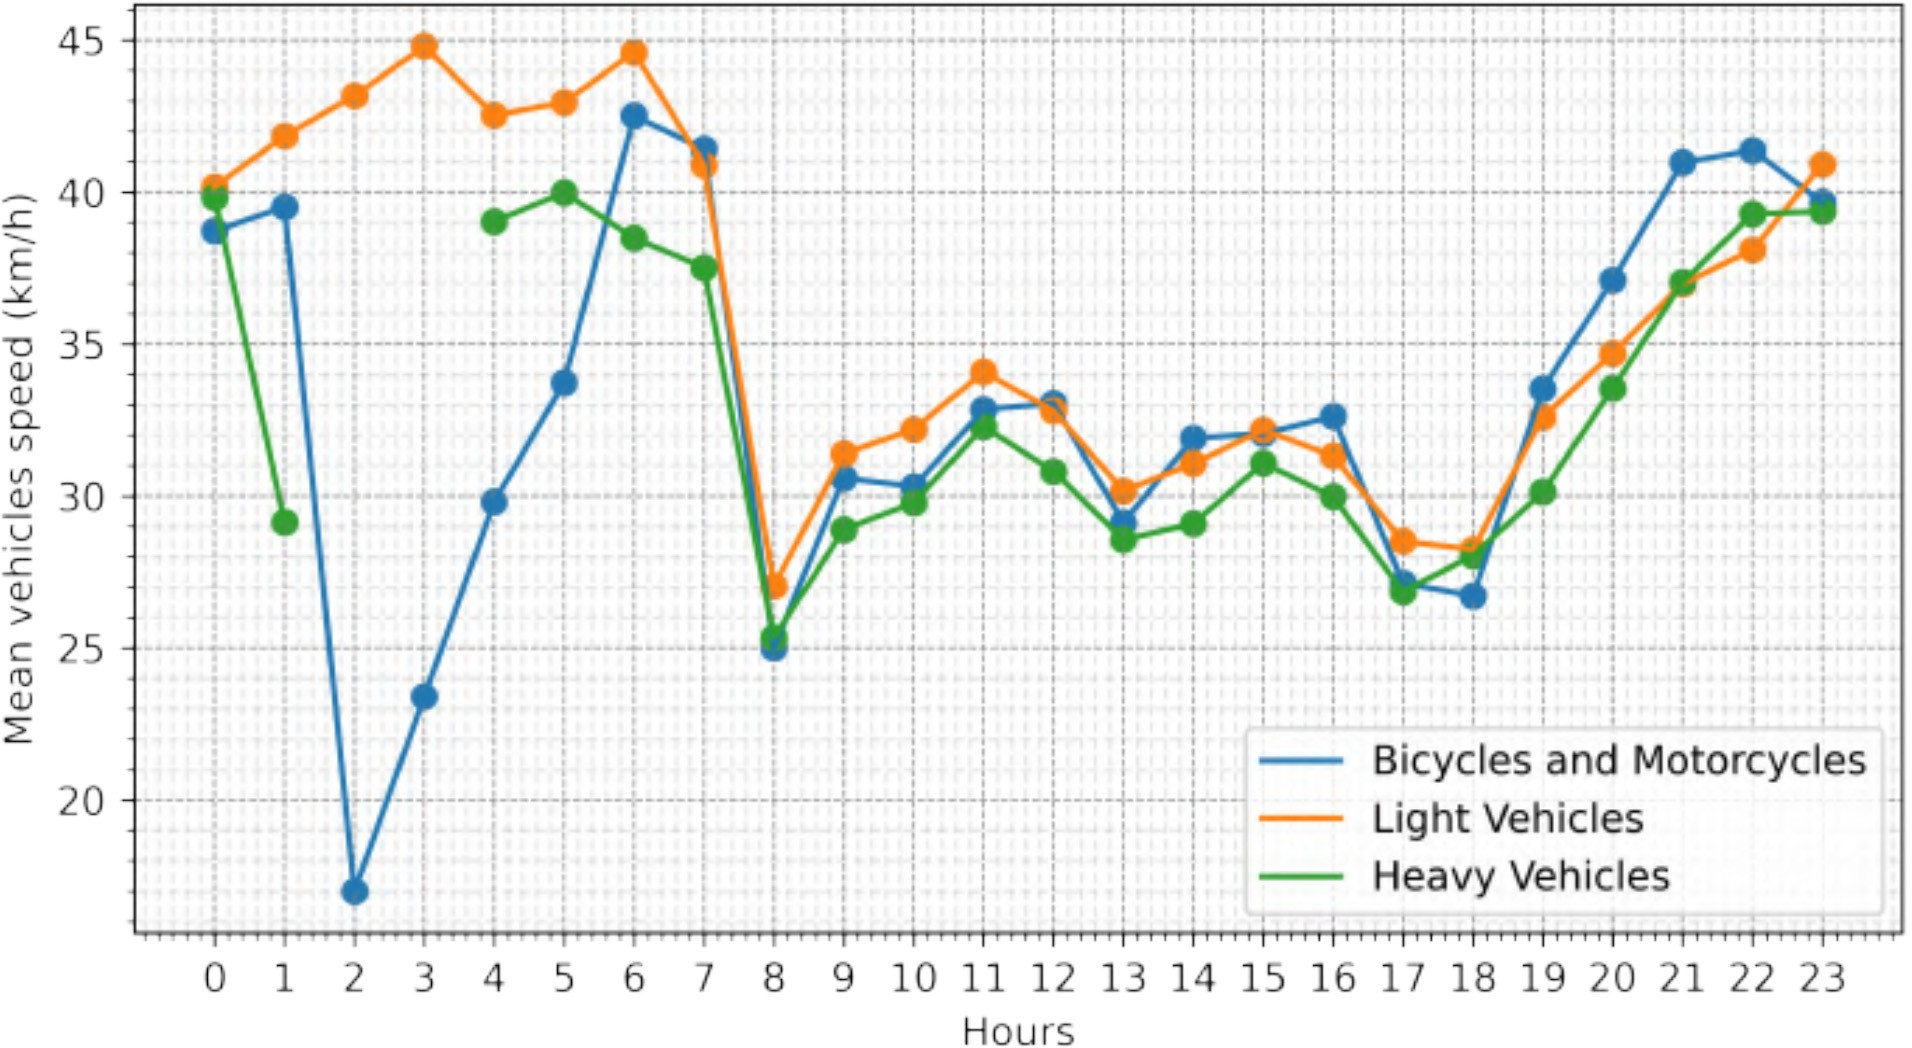 Mean vehicles speed (km/h)
45
40
35
30
25
20
Bicycles and Motorcycles
Light Vehicles
Heavy Vehicles
0 1 2 3 4 5 6 7 8 9 10 11 12 13 14 15 16 17 18 19 20 21 22 23
Hours